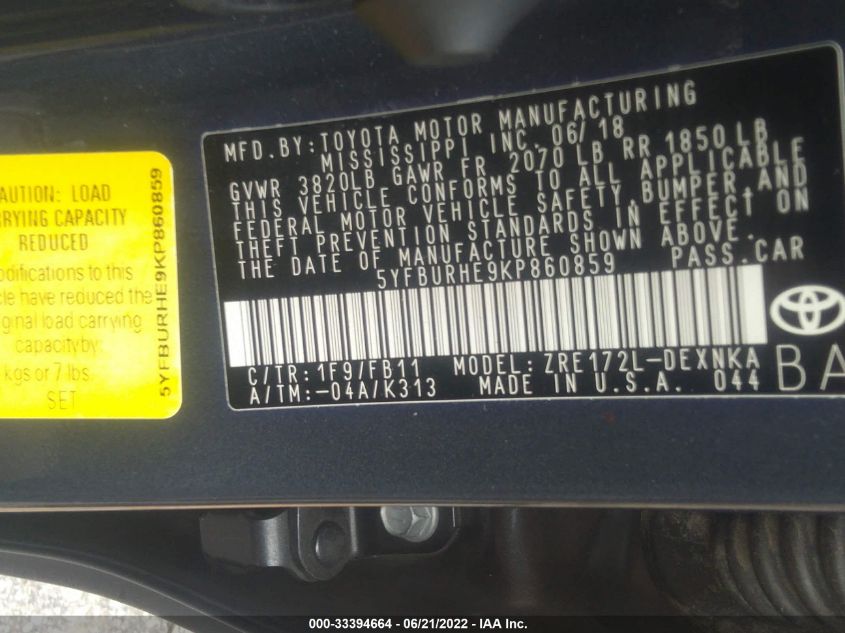 AUTION: LOAD
RRYING CAPACITY
REDUCED
odifications to this
cle have reduced the
ginal load carrying
capacity by:
kgs or 7 lbs.
SET
5YFBURHE9KP860859
MFD.BY:TOYOTA MOTOR MANUFACTURING
MISSISSIPPI INC. 06/18
GVWR 3820LB GAWR FR 2070 LB RR 1850 LB
THIS VEHICLE CONFORMS TO ALL APPLICABLE
FEDERAL MOTOR VEHICLE SAFETY,BUMPER,AND
THEFT PREVENTION STANDARDS IN EFFECT ON
THE DATE OF MANUFACTURE SHOWN ABOVE.
5YFBURHE9KP860859 PASS.CAR
C/TR:1F9/FB11 MODEL:ZRE172L-DEXNKA
A/TM:-04A/K313 MADE IN U.S.A. 044
BA
000-33394664 - 06/21/2022 - IAA Inc.